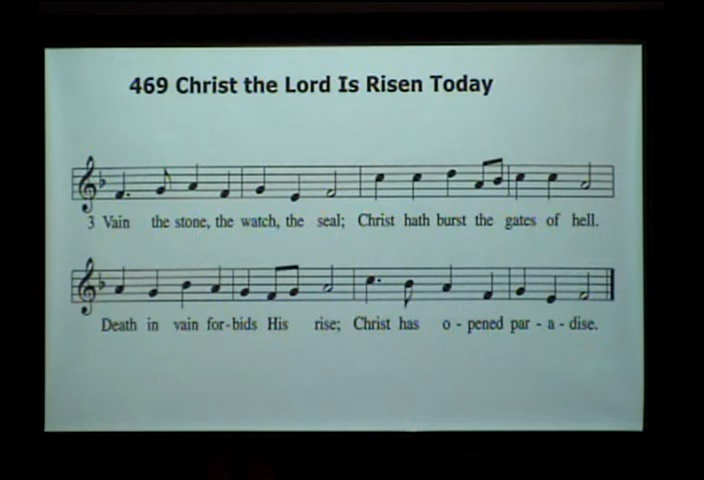 469 Christ the Lord Is Risen Today
3 Vain the stone, the watch, the seal; Christ hath burst the gates of hell.
Death in vain for-bids His rise; Christ has o - pened par - a - dise.